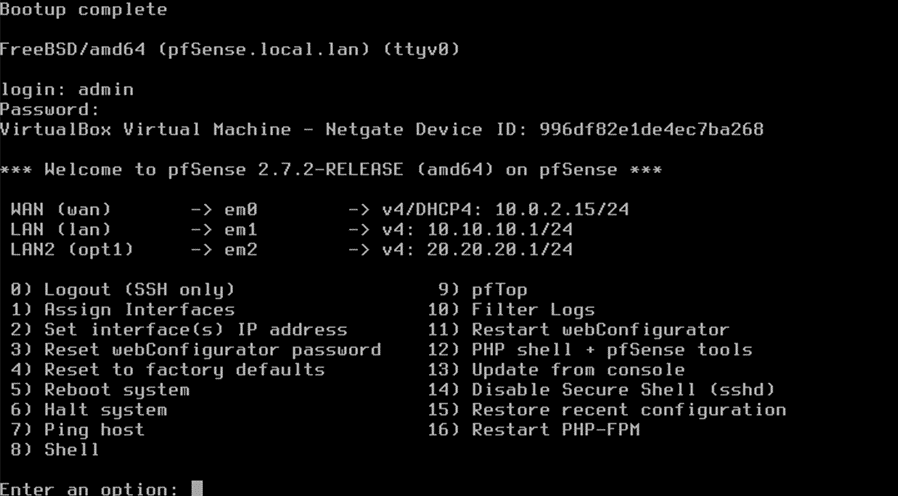 Bootup complete
FreeBSD/amd64 (pfSense.local.lan) (ttyv0)
login: admin
Password:
VirtualBox Virtual Machine - Netgate Device ID: 996df82e1de4ec7ba268
*** Welcome to pfSense 2.7.2-RELEASE (amd64) on pfSense ***
WAN (wan) -> em0 -> v4/DHCP4: 10.0.2.15/24
LAN (lan) -> em1 -> v4: 10.10.10.1/24
LAN2 (opt1) -> em2 -> v4: 20.20.20.1/24
0) Logout (SSH only) 9) pfTop
1) Assign Interfaces 10) Filter Logs
2) Set interface(s) IP address 11) Restart webConfigurator
3) Reset webConfigurator password 12) PHP shell + pfSense tools
4) Reset to factory defaults 13) Update from console
5) Reboot system 14) Disable Secure Shell (sshd)
6) Halt system 15) Restore recent configuration
7) Ping host 16) Restart PHP-FPM
8) Shell
Enter an option: